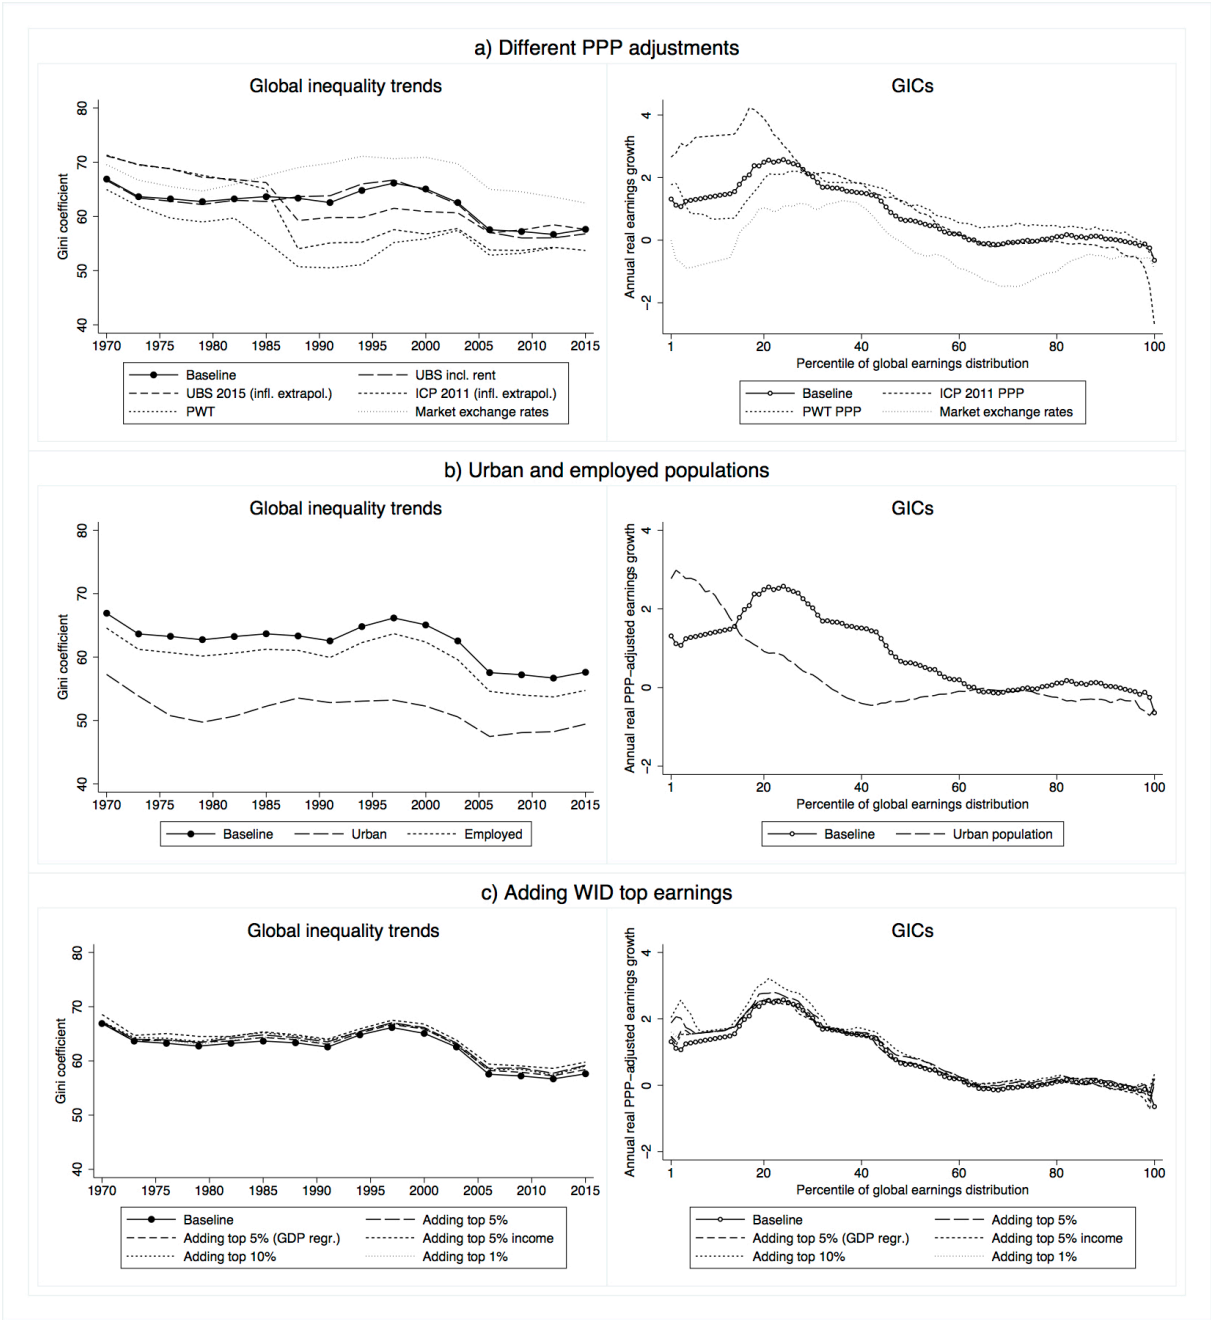 a) Different PPP adjustments
Global inequality trends
Gini coefficient
80
70
60
50
40
1970 1975 1980 1985 1990 1995 2000 2005 2010 2015
Baseline
UBS incl. rent
UBS 2015 (infl. extrapol.)
ICP 2011 (infl. extrapol.)
PWT
Market exchange rates
GICs
Annual real earnings growth
4
2
0
−2
1 20 40 60 80 100
Percentile of global earnings distribution
Baseline
ICP 2011 PPP
PWT PPP
Market exchange rates
b) Urban and employed populations
Global inequality trends
Gini coefficient
80
70
60
50
40
1970 1975 1980 1985 1990 1995 2000 2005 2010 2015
Baseline
Urban
Employed
GICs
Annual real PPP−adjusted earnings growth
4
2
0
−2
1 20 40 60 80 100
Percentile of global earnings distribution
Baseline
Urban population
c) Adding WID top earnings
Global inequality trends
Gini coefficient
80
70
60
50
40
1970 1975 1980 1985 1990 1995 2000 2005 2010 2015
Baseline
Adding top 5%
Adding top 5% (GDP regr.)
Adding top 5% income
Adding top 10%
Adding top 1%
GICs
Annual real PPP−adjusted earnings growth
4
2
0
−2
1 20 40 60 80 100
Percentile of global earnings distribution
Baseline
Adding top 5%
Adding top 5% (GDP regr.)
Adding top 5% income
Adding top 10%
Adding top 1%